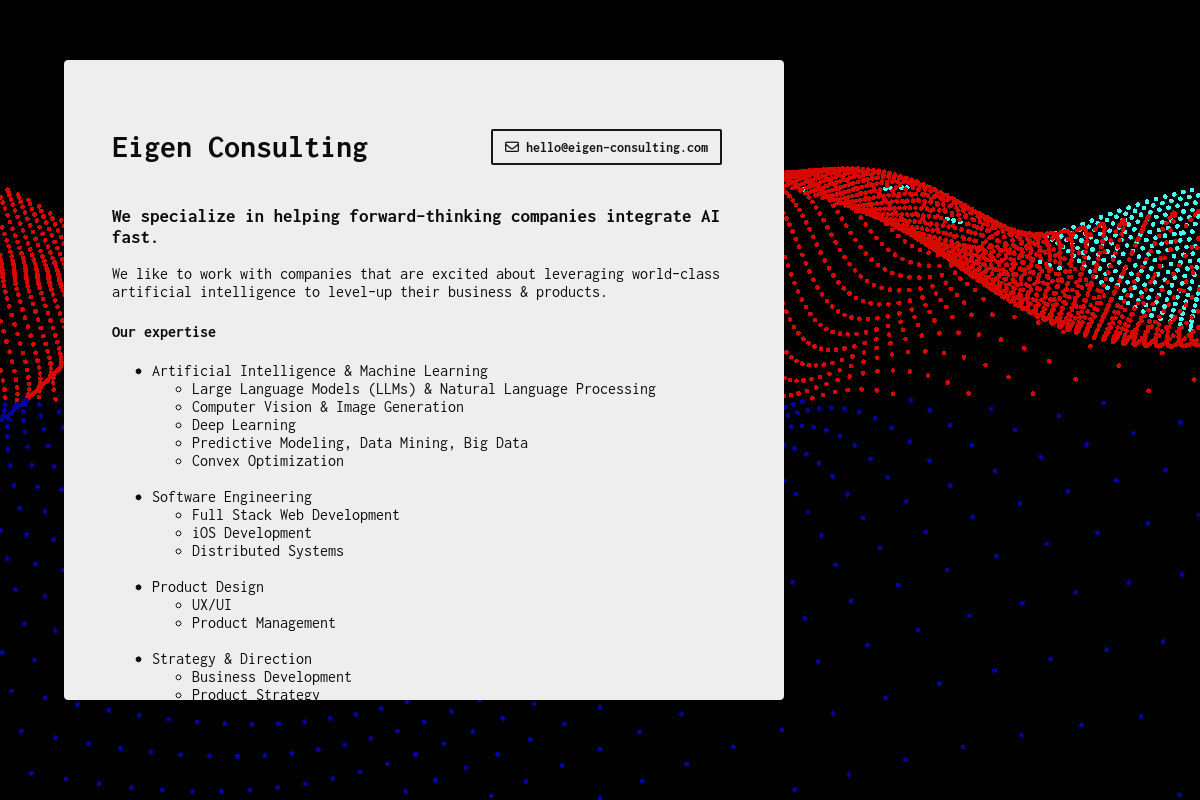 Eigen Consulting
hello@eigen-consulting.com
We specialize in helping forward-thinking companies integrate AI
fast.
We like to work with companies that are excited about leveraging world-class
artificial intelligence to level-up their business & products.
Our expertise
Artificial Intelligence & Machine Learning
Large Language Models (LLMs) & Natural Language Processing
Computer Vision & Image Generation
Deep Learning
Predictive Modeling, Data Mining, Big Data
Convex Optimization
Software Engineering
Full Stack Web Development
iOS Development
Distributed Systems
Product Design
UX/UI
Product Management
Strategy & Direction
Business Development
Product Strategy